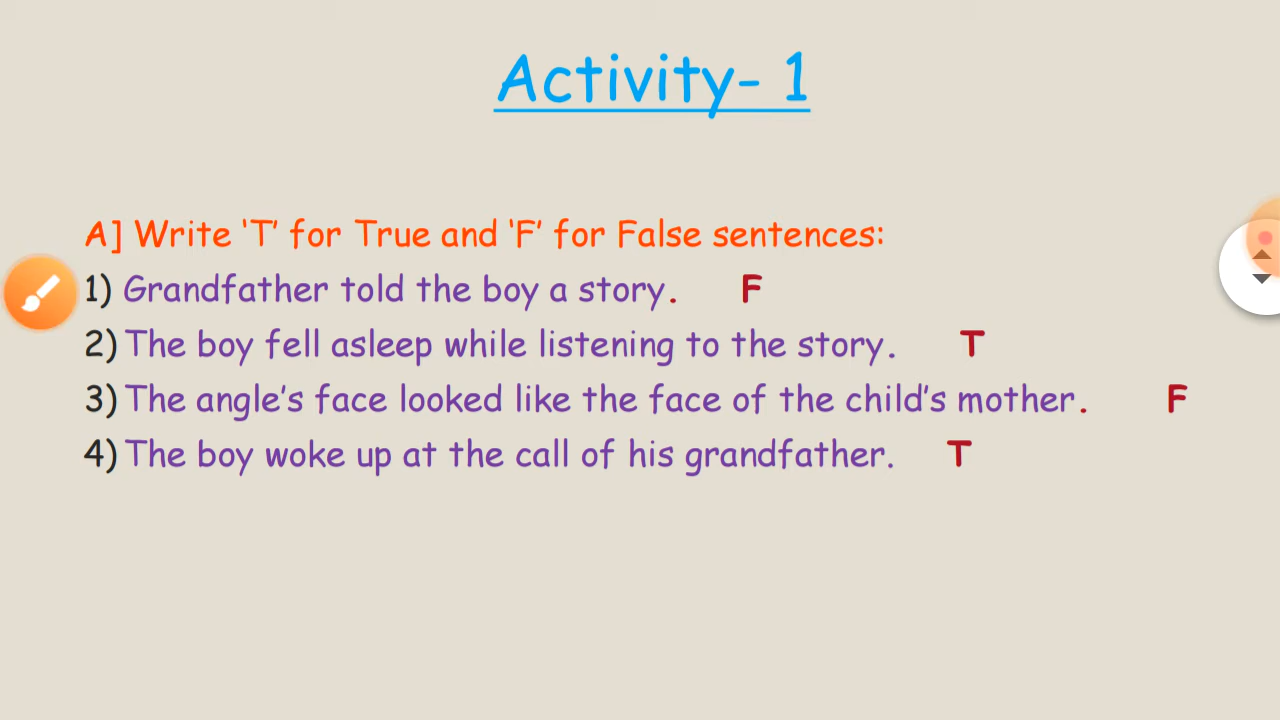 Activity- 1
A] Write ‘T’ for True and ‘F’ for False sentences:
1) Grandfather told the boy a story. F
2) The boy fell asleep while listening to the story. T
3) The angle’s face looked like the face of the child’s mother. F
4) The boy woke up at the call of his grandfather. T